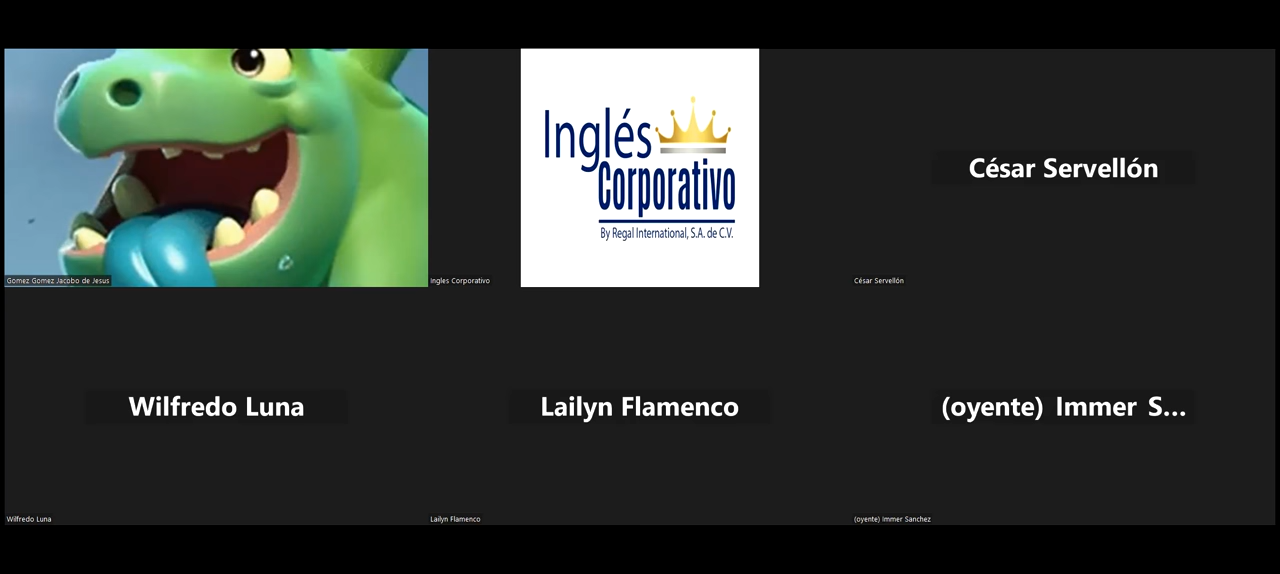 Inglés
Corporativo
By Regal International, S.A. de C.V.
César Servellón
Gomez Gomez Jacobo de Jesus
Ingles Corporativo
César Servellón
Wilfredo Luna
Lailyn Flamenco
(oyente) Immer S...
Wilfredo Luna
Lailyn Flamenco
(oyente) Immer Sanchez